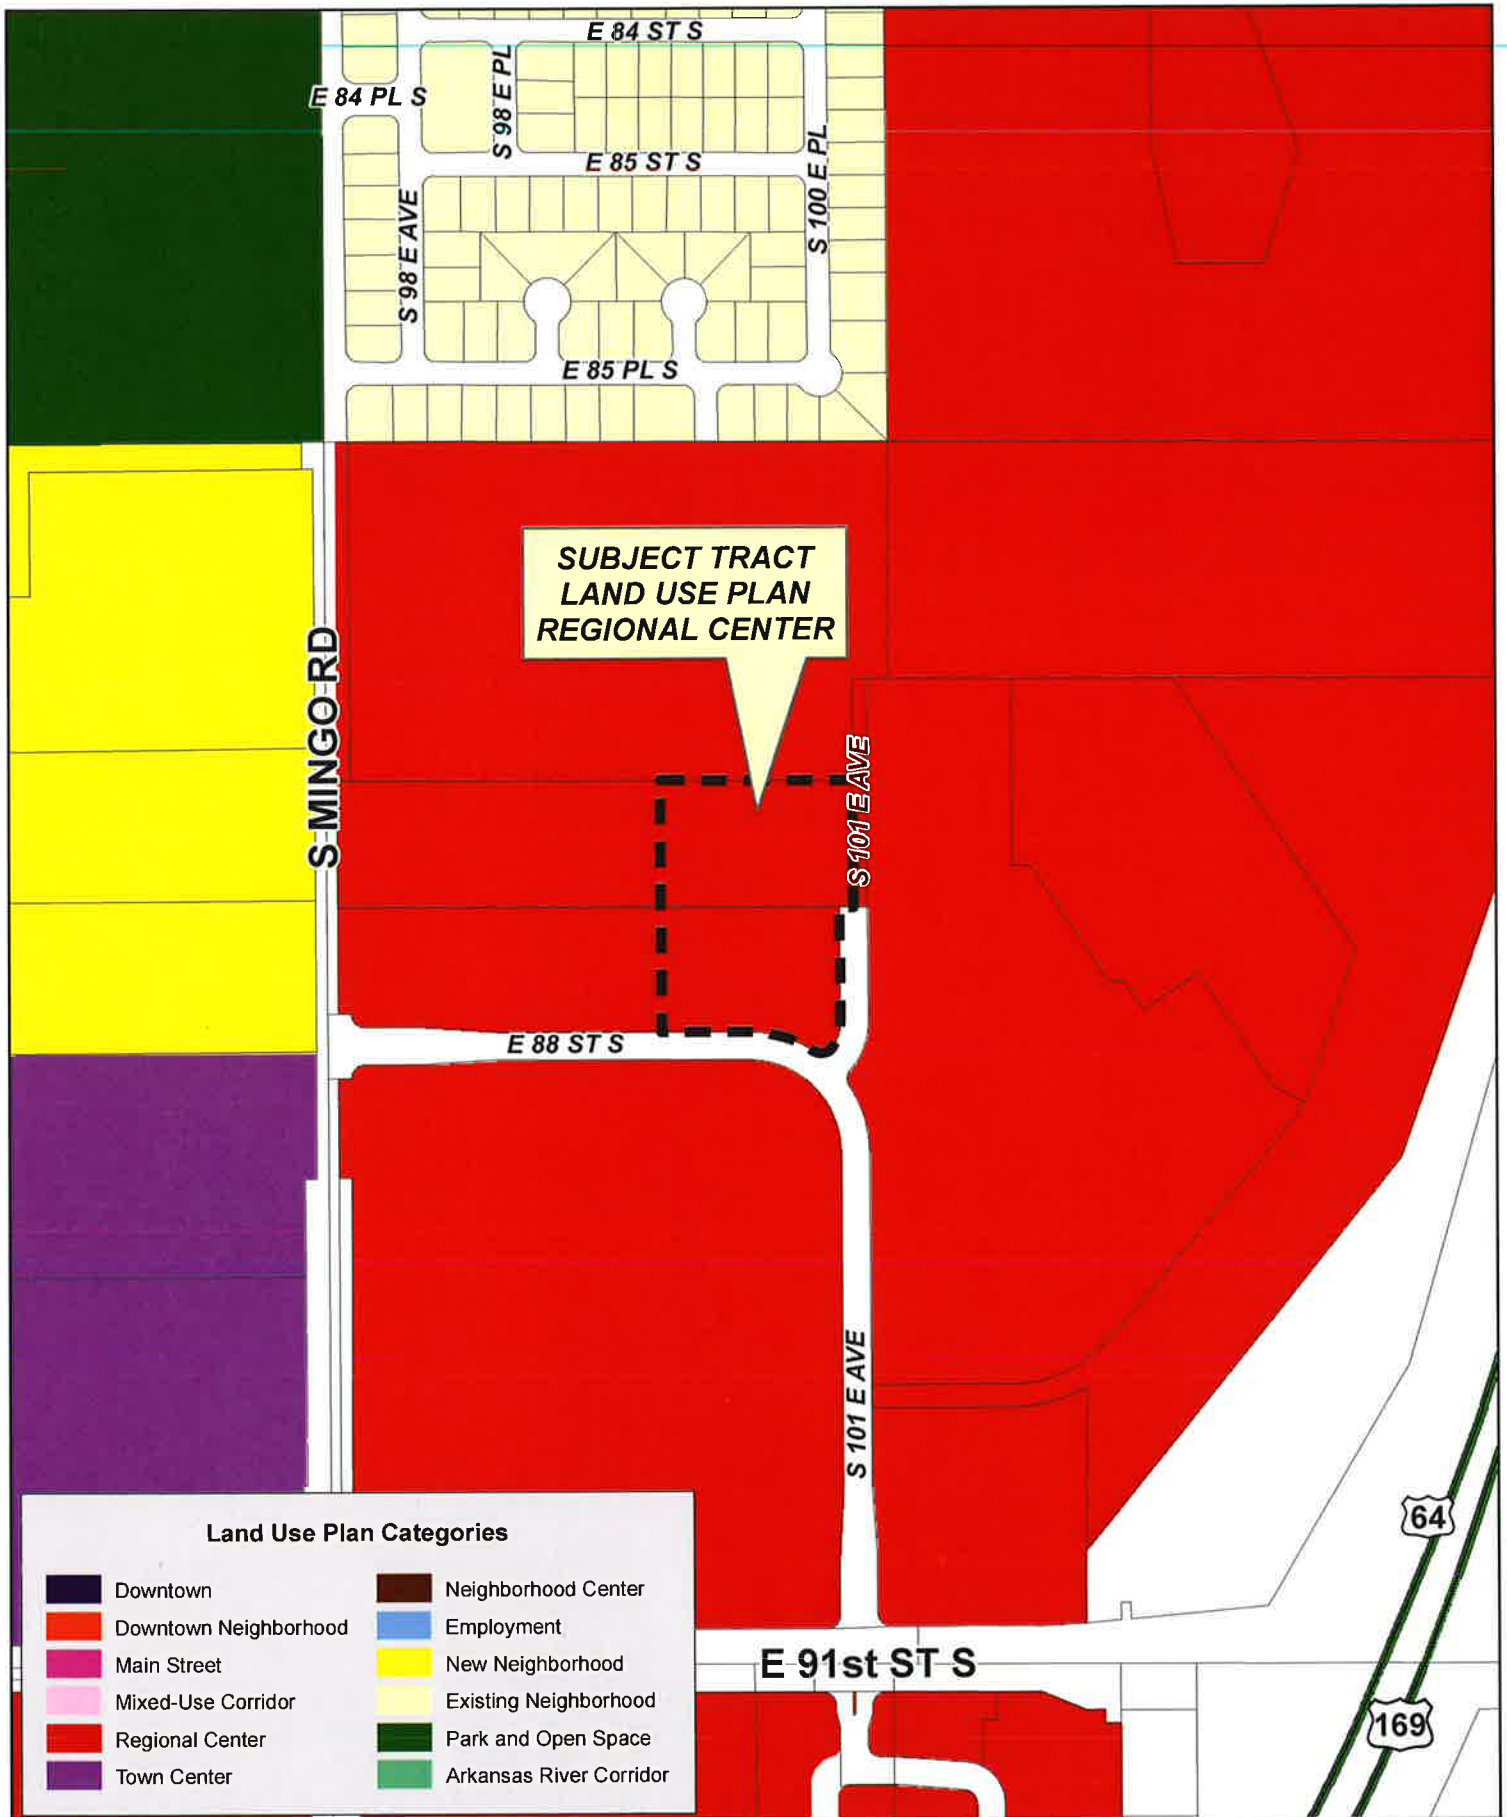 E 84 ST S
E 84 PL S
S 98 E PL
E 85 ST S
S 100 E PL
S 98 E AVE
E 85 PL S
SUBJECT TRACT
LAND USE PLAN
REGIONAL CENTER
S MINGO RD
S 101 E AVE
E 88 ST S
S 101 E AVE
64
Land Use Plan Categories
Downtown
Downtown Neighborhood
Main Street
Mixed-Use Corridor
Regional Center
Town Center
Neighborhood Center
Employment
New Neighborhood
Existing Neighborhood
Park and Open Space
Arkansas River Corridor
E 91st ST S
169